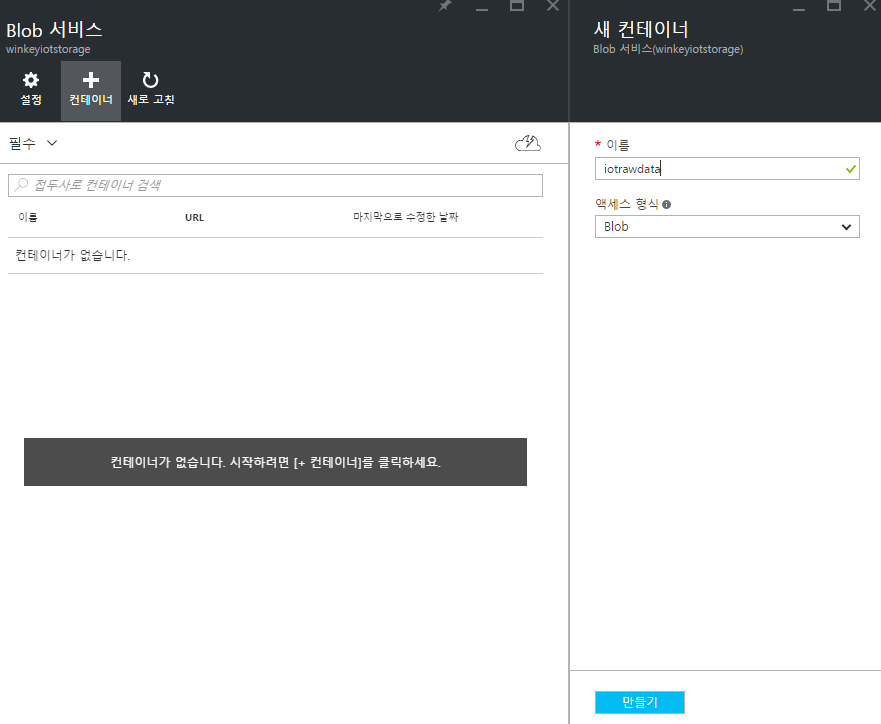 Blob 서비스
winkeyiotstorage
설정
컨테이너
새로 고침
필수
접두사로 컨테이너 검색
이름 URL 마지막으로 수정한 날짜
컨테이너가 없습니다.
컨테이너가 없습니다. 시작하려면 [+ 컨테이너]를 클릭하세요.
새 컨테이너
Blob 서비스(winkeyiotstorage)
* 이름
iotrawdata
액세스 형식
Blob
만들기